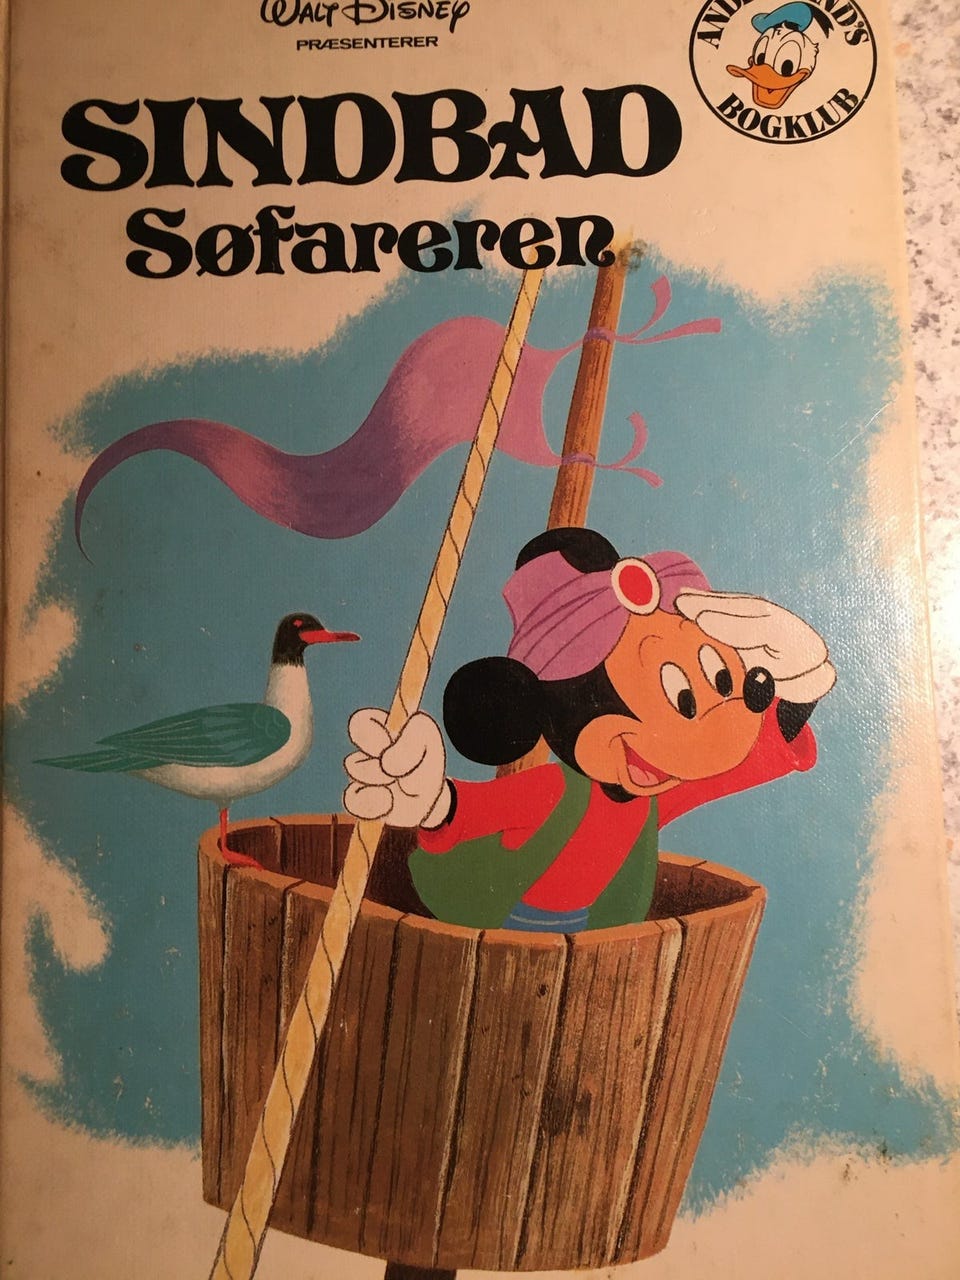 WALT DISNEY
PRÆSENTERER
SINDBAD
Søfareren
BOGKLUB